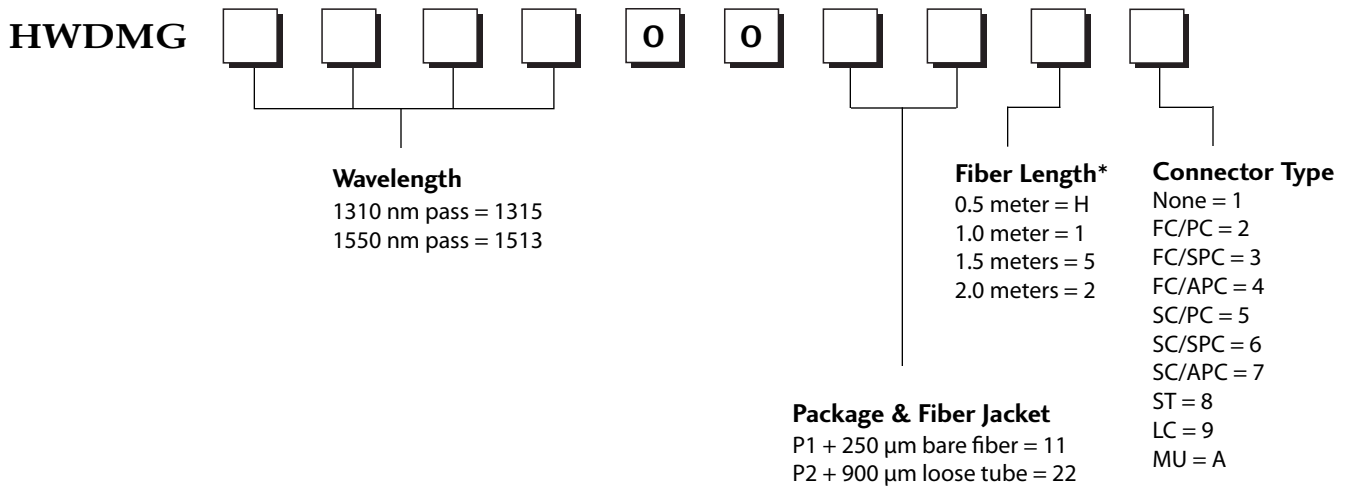 HWDMG 0 0
Wavelength
1310 nm pass = 1315
1550 nm pass = 1513
Package & Fiber Jacket
P1 + 250 µm bare fiber = 11
P2 + 900 µm loose tube = 22
Fiber Length*
0.5 meter = H
1.0 meter = 1
1.5 meters = 5
2.0 meters = 2
Connector Type
None = 1
FC/PC = 2
FC/SPC = 3
FC/APC = 4
SC/PC = 5
SC/SPC = 6
SC/APC = 7
ST = 8
LC = 9
MU = A